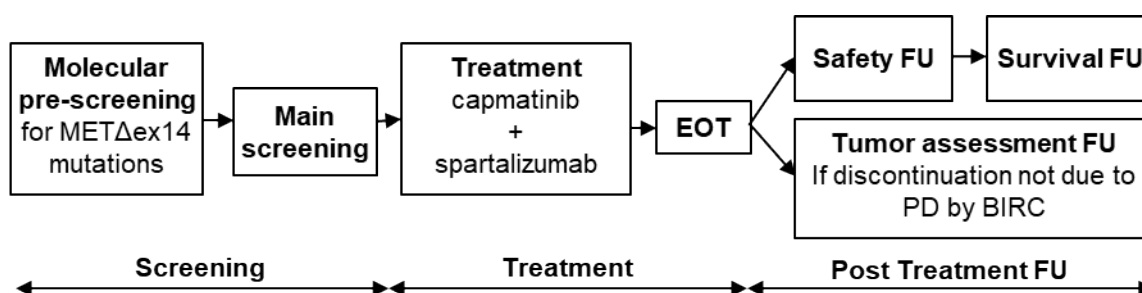 Molecular
pre-screening
for METΔex14
mutations
Main
screening
Treatment
capmatinib
+
spartalizumab
EOT
Safety FU
Survival FU
Tumor assessment FU
If discontinuation not due to
PD by BIRC
Screening
Treatment
Post Treatment FU